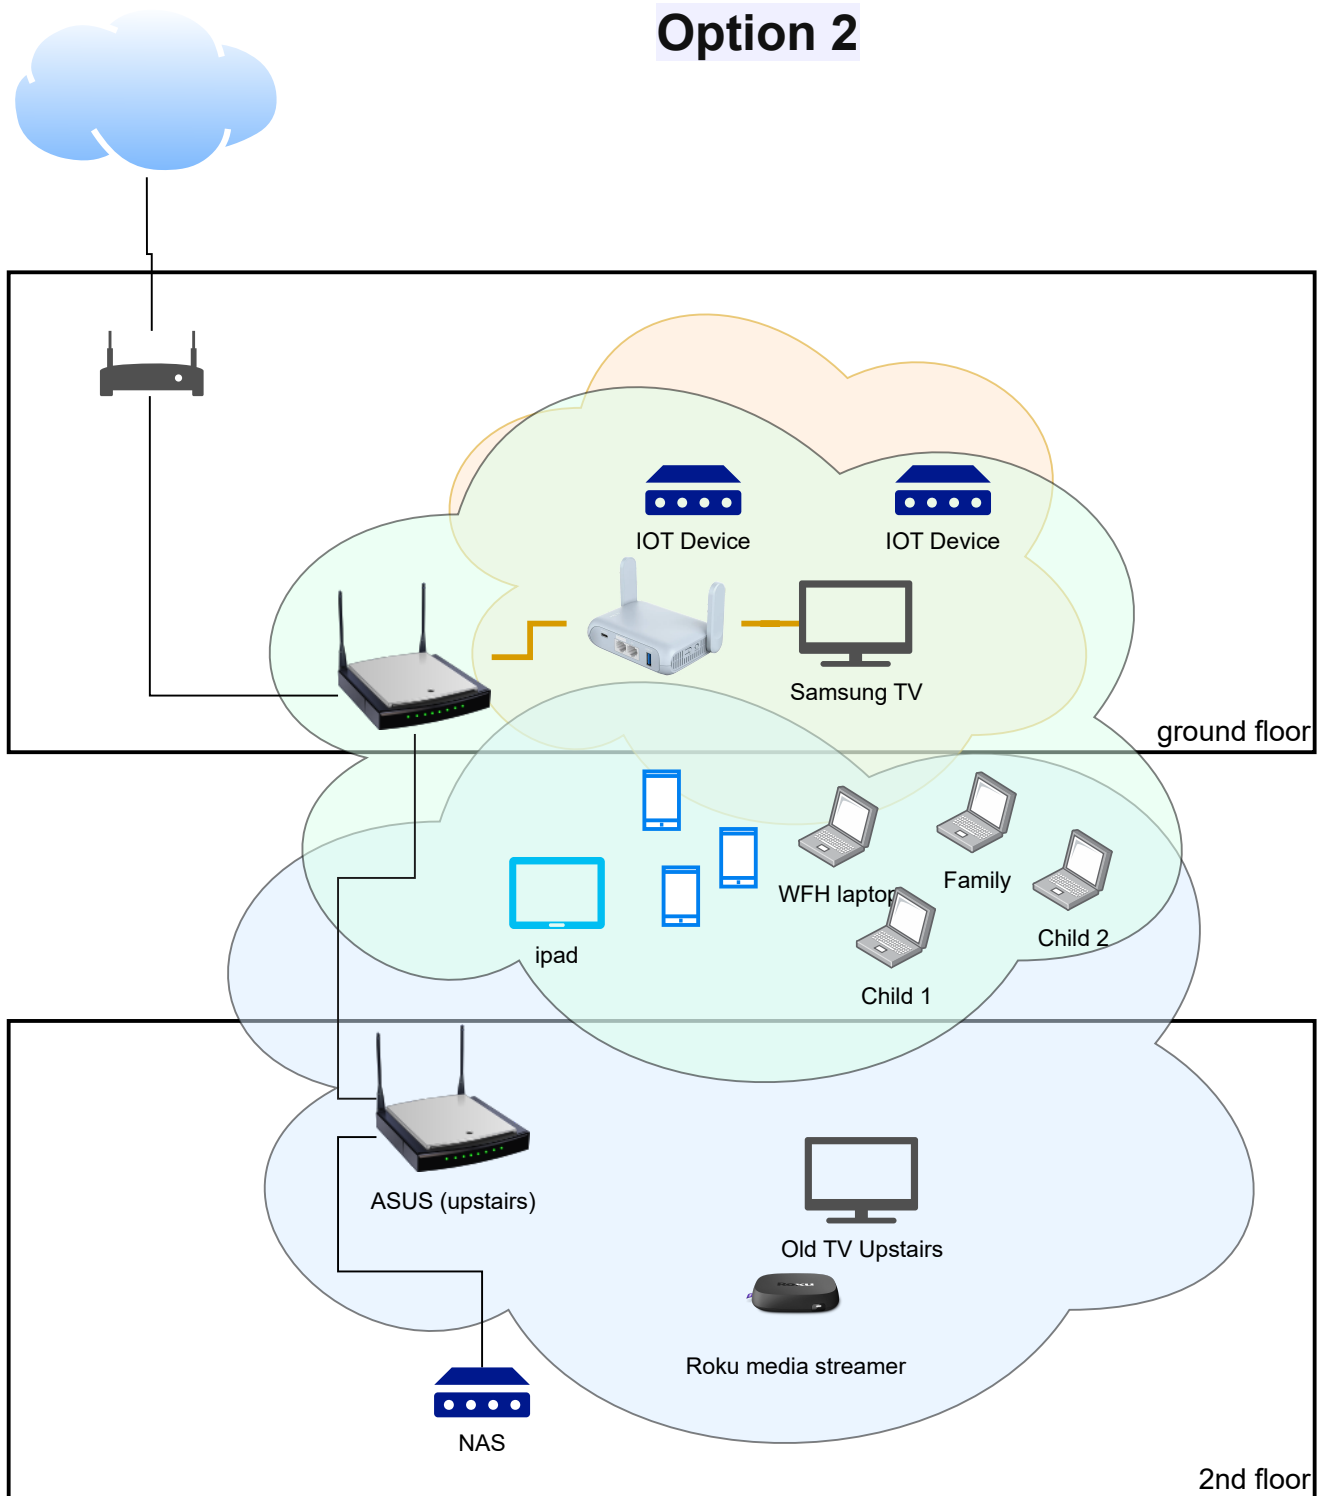 Option 2
IOT Device
IOT Device
Samsung TV
ground floor
WFH laptop
Family
Child 2
ipad
Child 1
ASUS (upstairs)
Old TV Upstairs
Roku
Roku media streamer
NAS
2nd floor